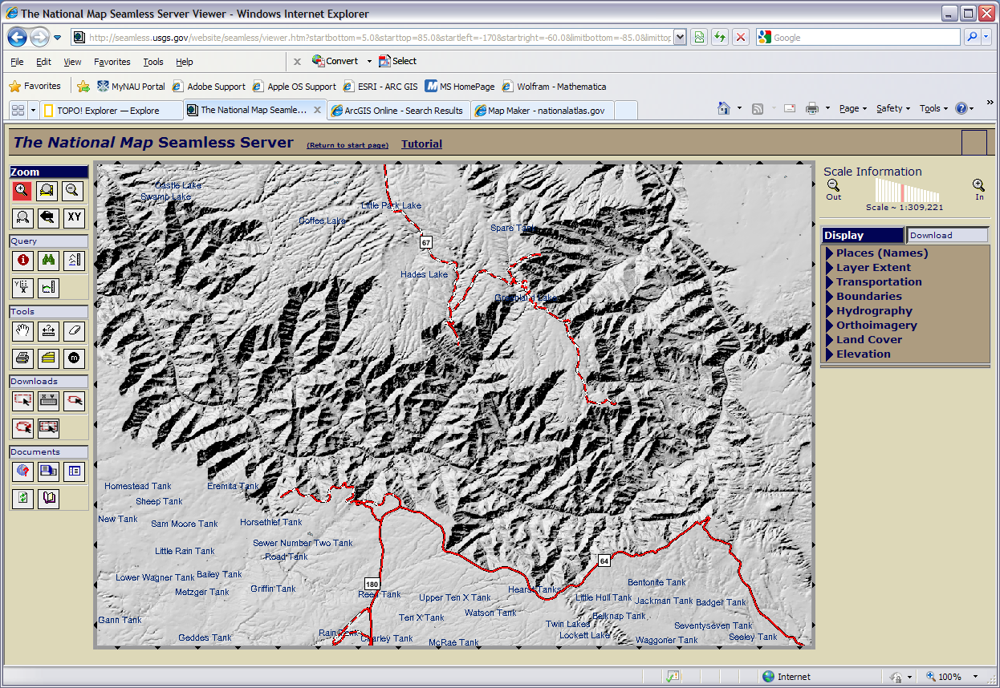 The National Map Seamless Server Viewer - Windows Internet Explorer
http://seamless.usgs.gov/website/seamless/viewer.htm?startbottom=5.0&starttop=85.0&startleft=-170&startright=-60.0&limitbottom=-85.0&limittop
Google
File Edit View Favorites Tools Help
x Convert Select
Favorites MyNAU Portal Adobe Support Apple OS Support ESRI - ARC GIS MS HomePage Wolfram - Mathematica
TOPO! Explorer — Explore The National Map Seamle... ArcGIS Online - Search Results Map Maker - nationalatlas.gov Page Safety Tools
The National Map Seamless Server (Return to start page) Tutorial
Zoom
XY
Query
Tools
m
Downloads
X Y
Documents
Castle Lake
Swamp Lake
Little Park Lake
Coffee Lake
Spare Tank
67
Hades Lake
Greenland Lake
Homestead Tank Eremita Tank
Sheep Tank
New Tank
Sam Moore Tank Horsethief Tank
Sewer Number Two Tank
Little Rain Tank Road Tank
64
Lower Wagner Tank Bailey Tank
180
Metzger Tank Griffin Tank
Reed Tank Upper Ten X Tank Hearst Tanks
Bentonite Tank
Little Hull Tank Jackman Tank Badger Tank
Gann Tank Ten X Tank Watson Tank Belknap Tank
Twin Lakes Seventyseven Tank
Geddes Tank Rain Tank Charley Tank McRae Tank Lockett Lake Waggoner Tank Seeley Tank
Scale Information
Out In
Scale ~ 1:309,221
Display Download
Places (Names)
Layer Extent
Transportation
Boundaries
Hydrography
Orthoimagery
Land Cover
Elevation
Internet 100%